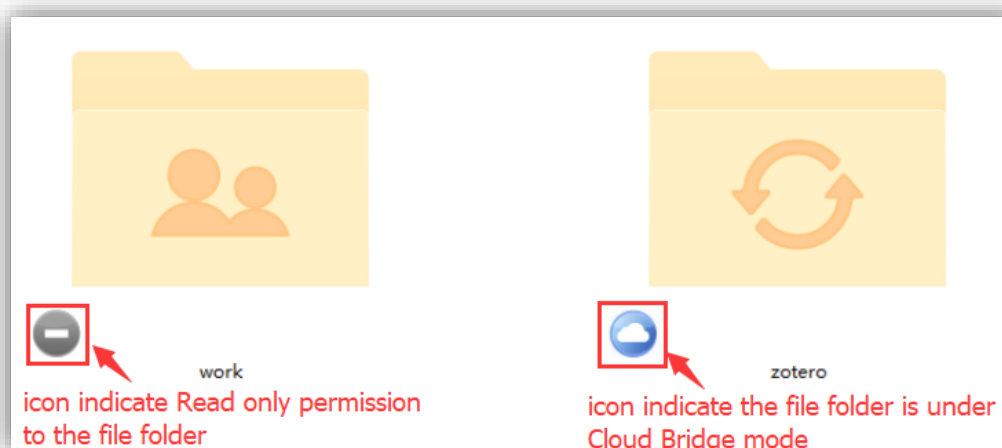 work
icon indicate Read only permission
to the file folder
zotero
icon indicate the file folder is under
Cloud Bridge mode